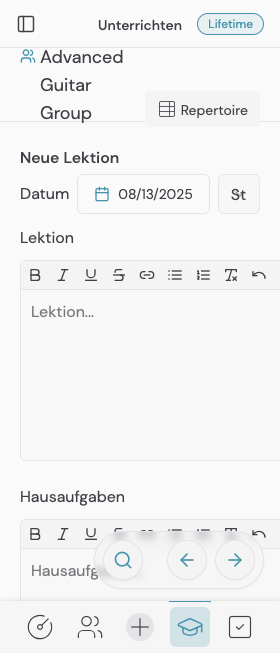 Unterrichten
Lifetime
Advanced
Guitar
Group
Repertoire
Neue Lektion
Datum
08/13/2025
St
Lektion
B I U S
Lektion...
Hausaufgaben
B I U
Hausaufg